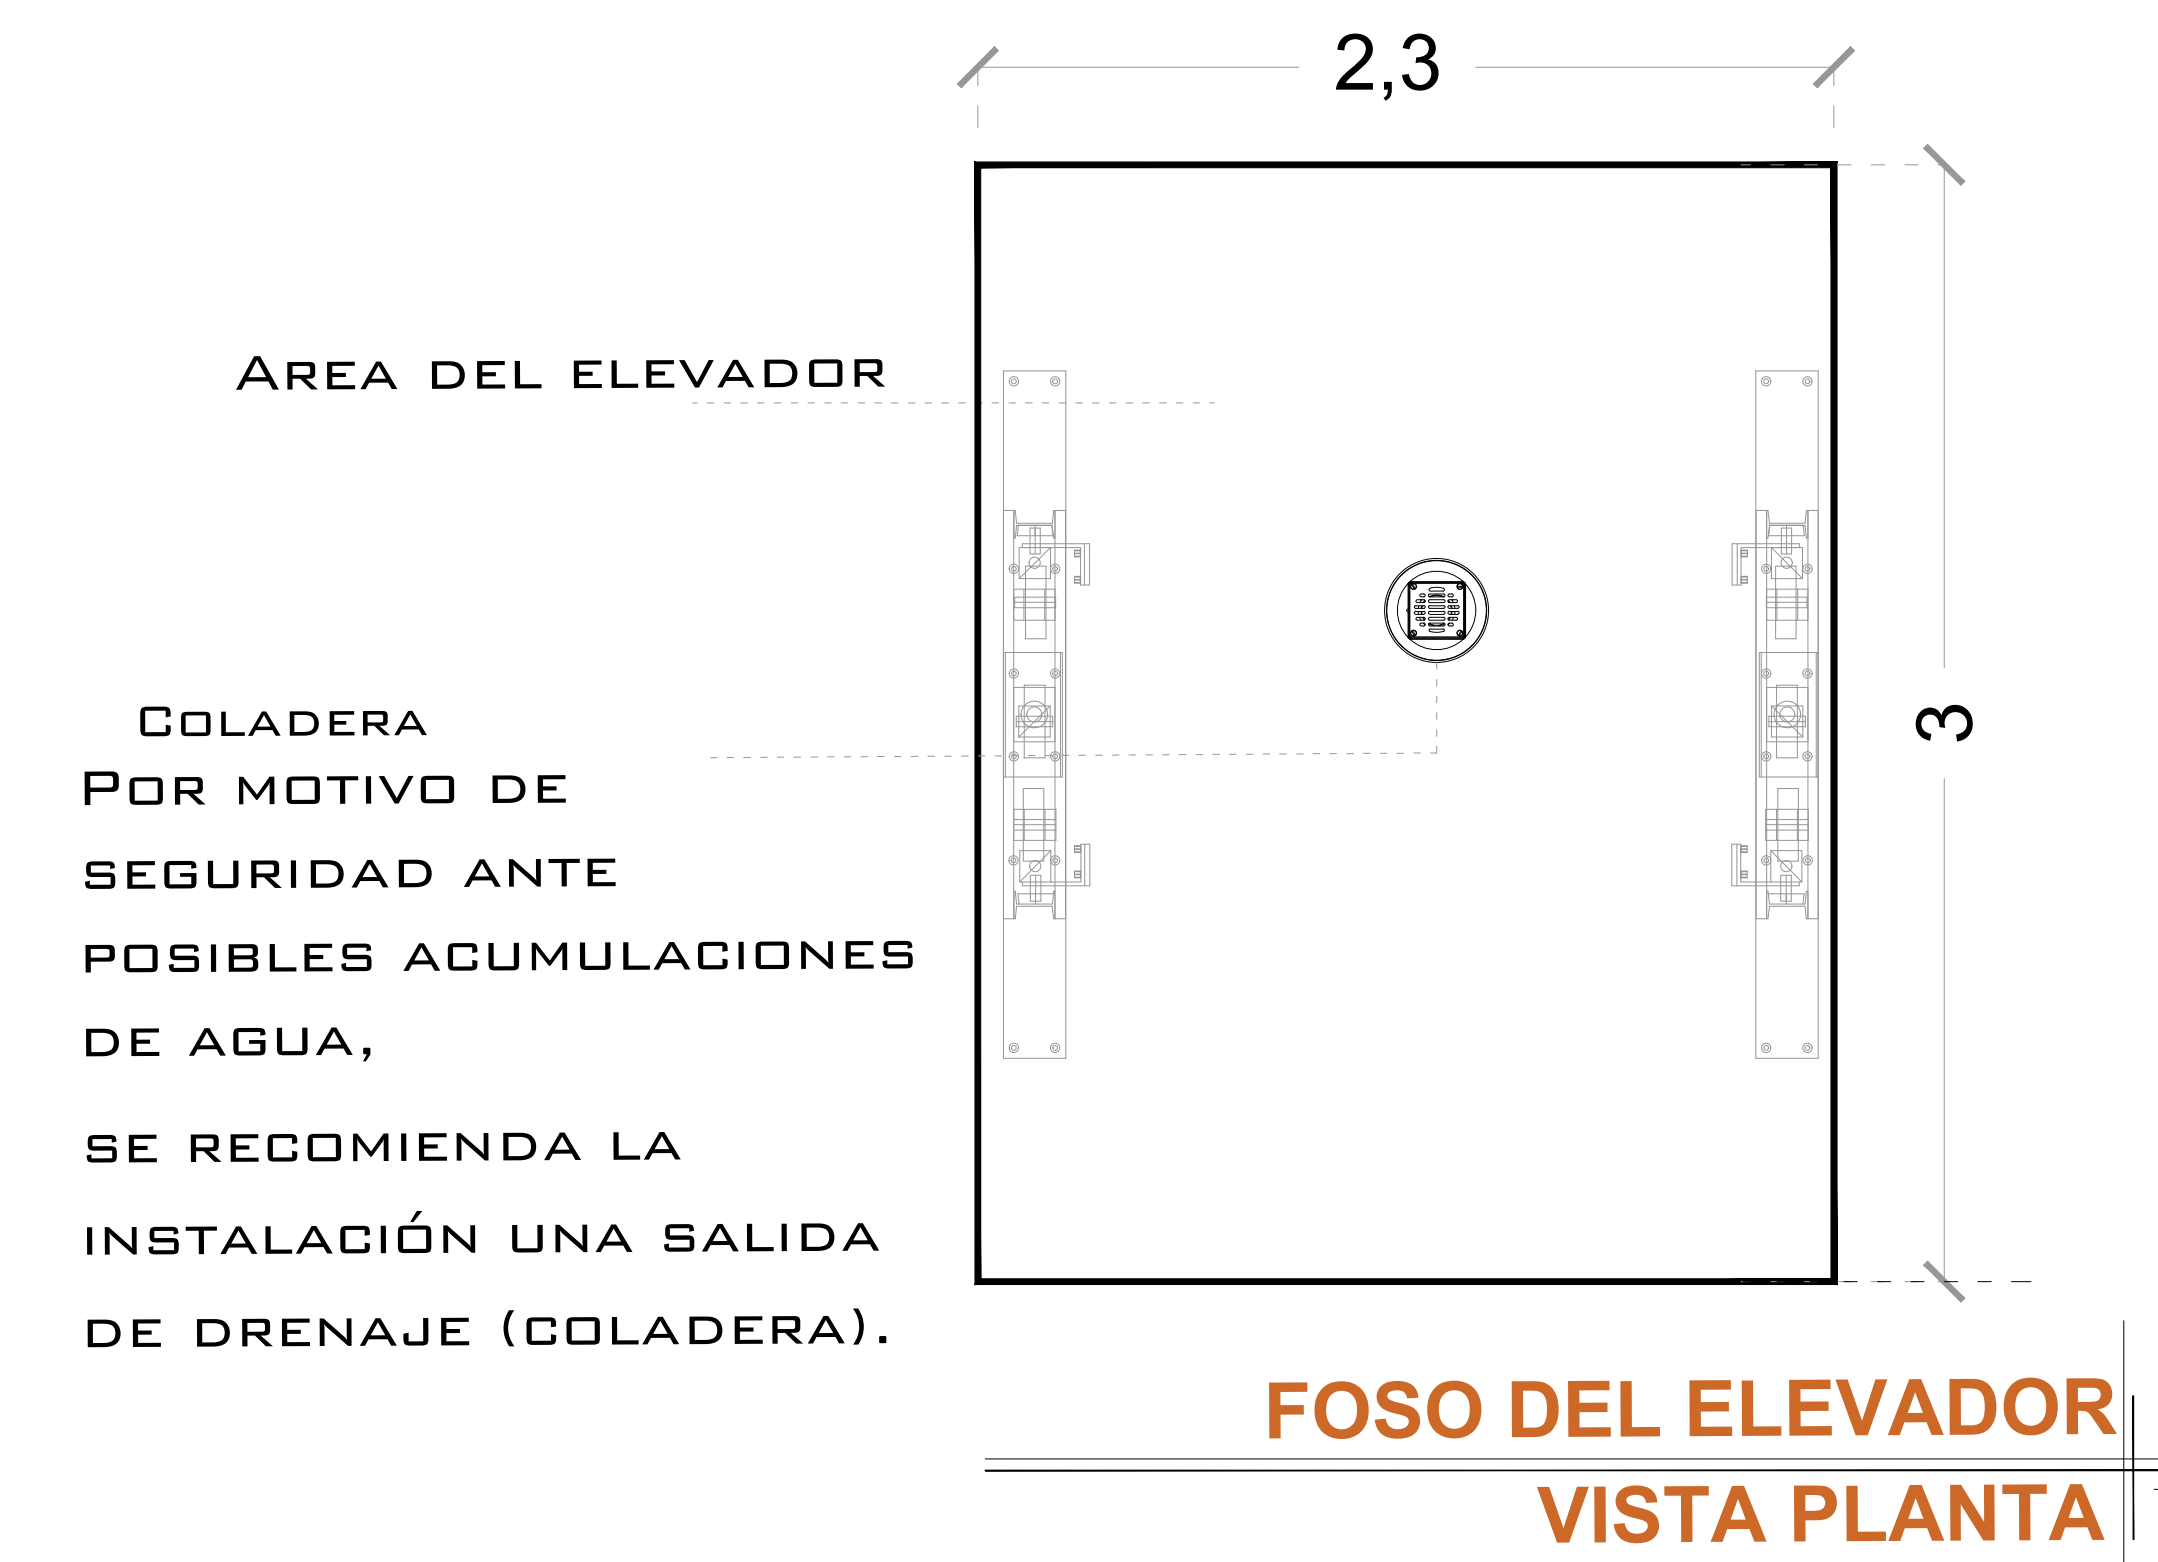 2,3
AREA DEL ELEVADOR
COLADERA
POR MOTIVO DE
SEGURIDAD ANTE
POSIBLES ACUMULACIONES
DE AGUA,
SE RECOMIENDA LA
INSTALACIÓN UNA SALIDA
DE DRENAJE (COLADERA).
3
FOSO DEL ELEVADOR
VISTA PLANTA